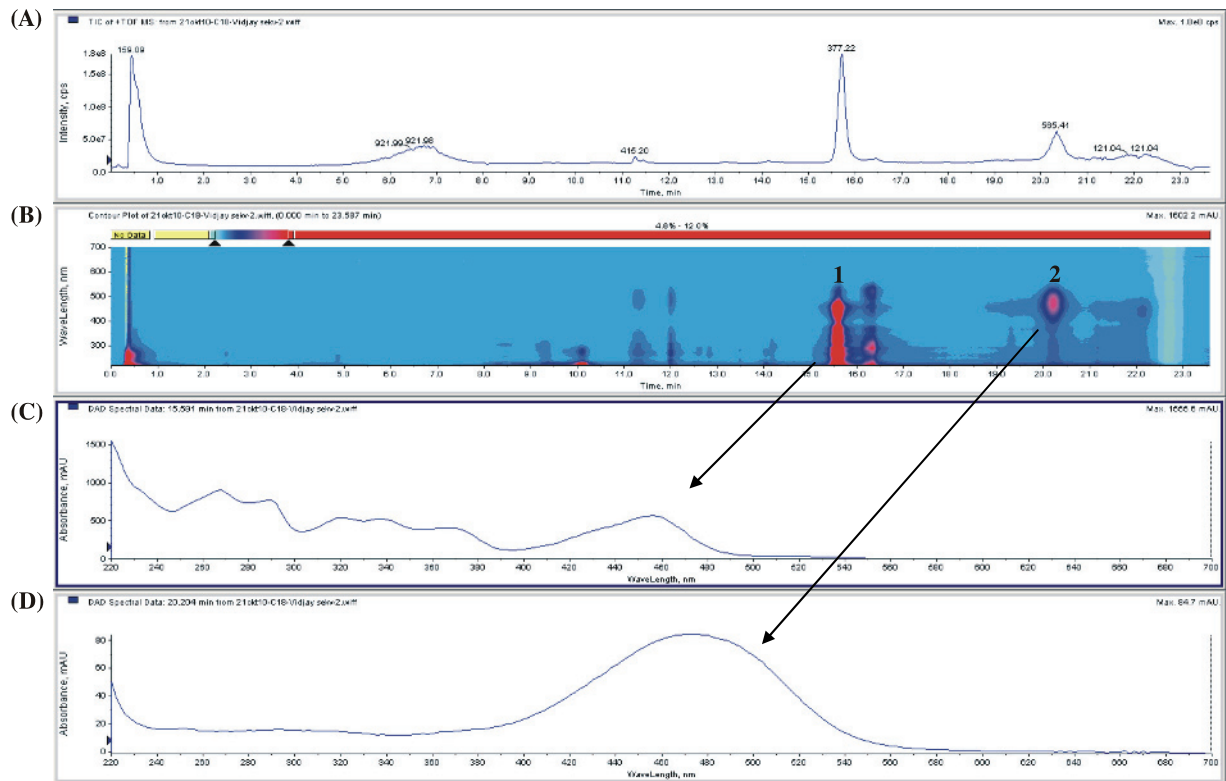 (A)
TIC of +TOF MS: from 21okt10-C18-Vidjay sekv-2.wiff
Max. 1.8e8 cps
159.09
377.22
585.41
921.99
921.98
415.20
121.04
121.04
1.8e8
1.5e8
1.0e8
5.0e7
0.0
Intensity, cps
1.0 2.0 3.0 4.0 5.0 6.0 7.0 8.0 9.0 10.0 11.0 12.0 13.0 14.0 15.0 16.0 17.0 18.0 19.0 20.0 21.0 22.0 23.0
Time, min
(B)
Contour Plot of 21okt10-C18-Vidjay sekv-2.wiff, (0.000 min to 23.587 min)
Max. 1602.2 mAU
No Data
4.8% - 12.0%
1
2
700
600
500
400
300
WaveLength, nm
0.0 1.0 2.0 3.0 4.0 5.0 6.0 7.0 8.0 9.0 10.0 11.0 12.0 13.0 14.0 15.0 16.0 17.0 18.0 19.0 20.0 21.0 22.0 23.0
Time, min
(C)
DAD Spectral Data: 15.591 min from 21okt10-C18-Vidjay sekv-2.wiff
1500
1000
500
0
Absorbance, mAU
220 240 260 280 300 320 340 360 380 400 420 440 460 480 500 520 540 560 580 600 620 640 660 680 700
WaveLength, nm
(D)
DAD Spectral Data: 20.204 min from 21okt10-C18-Vidjay sekv-2.wiff
Max. 84.7 mAU
80
60
40
20
0
Absorbance, mAU
220 240 260 280 300 320 340 360 380 400 420 440 460 480 500 520 540 560 580 600 620 640 660 680 700
WaveLength, nm